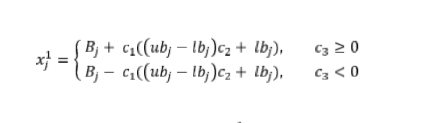 x_j^1 = { B_j + c_1((ub_j − lb_j)c_2 + lb_j), c_3 ≥ 0
B_j − c_1((ub_j − lb_j)c_2 + lb_j), c_3 < 0